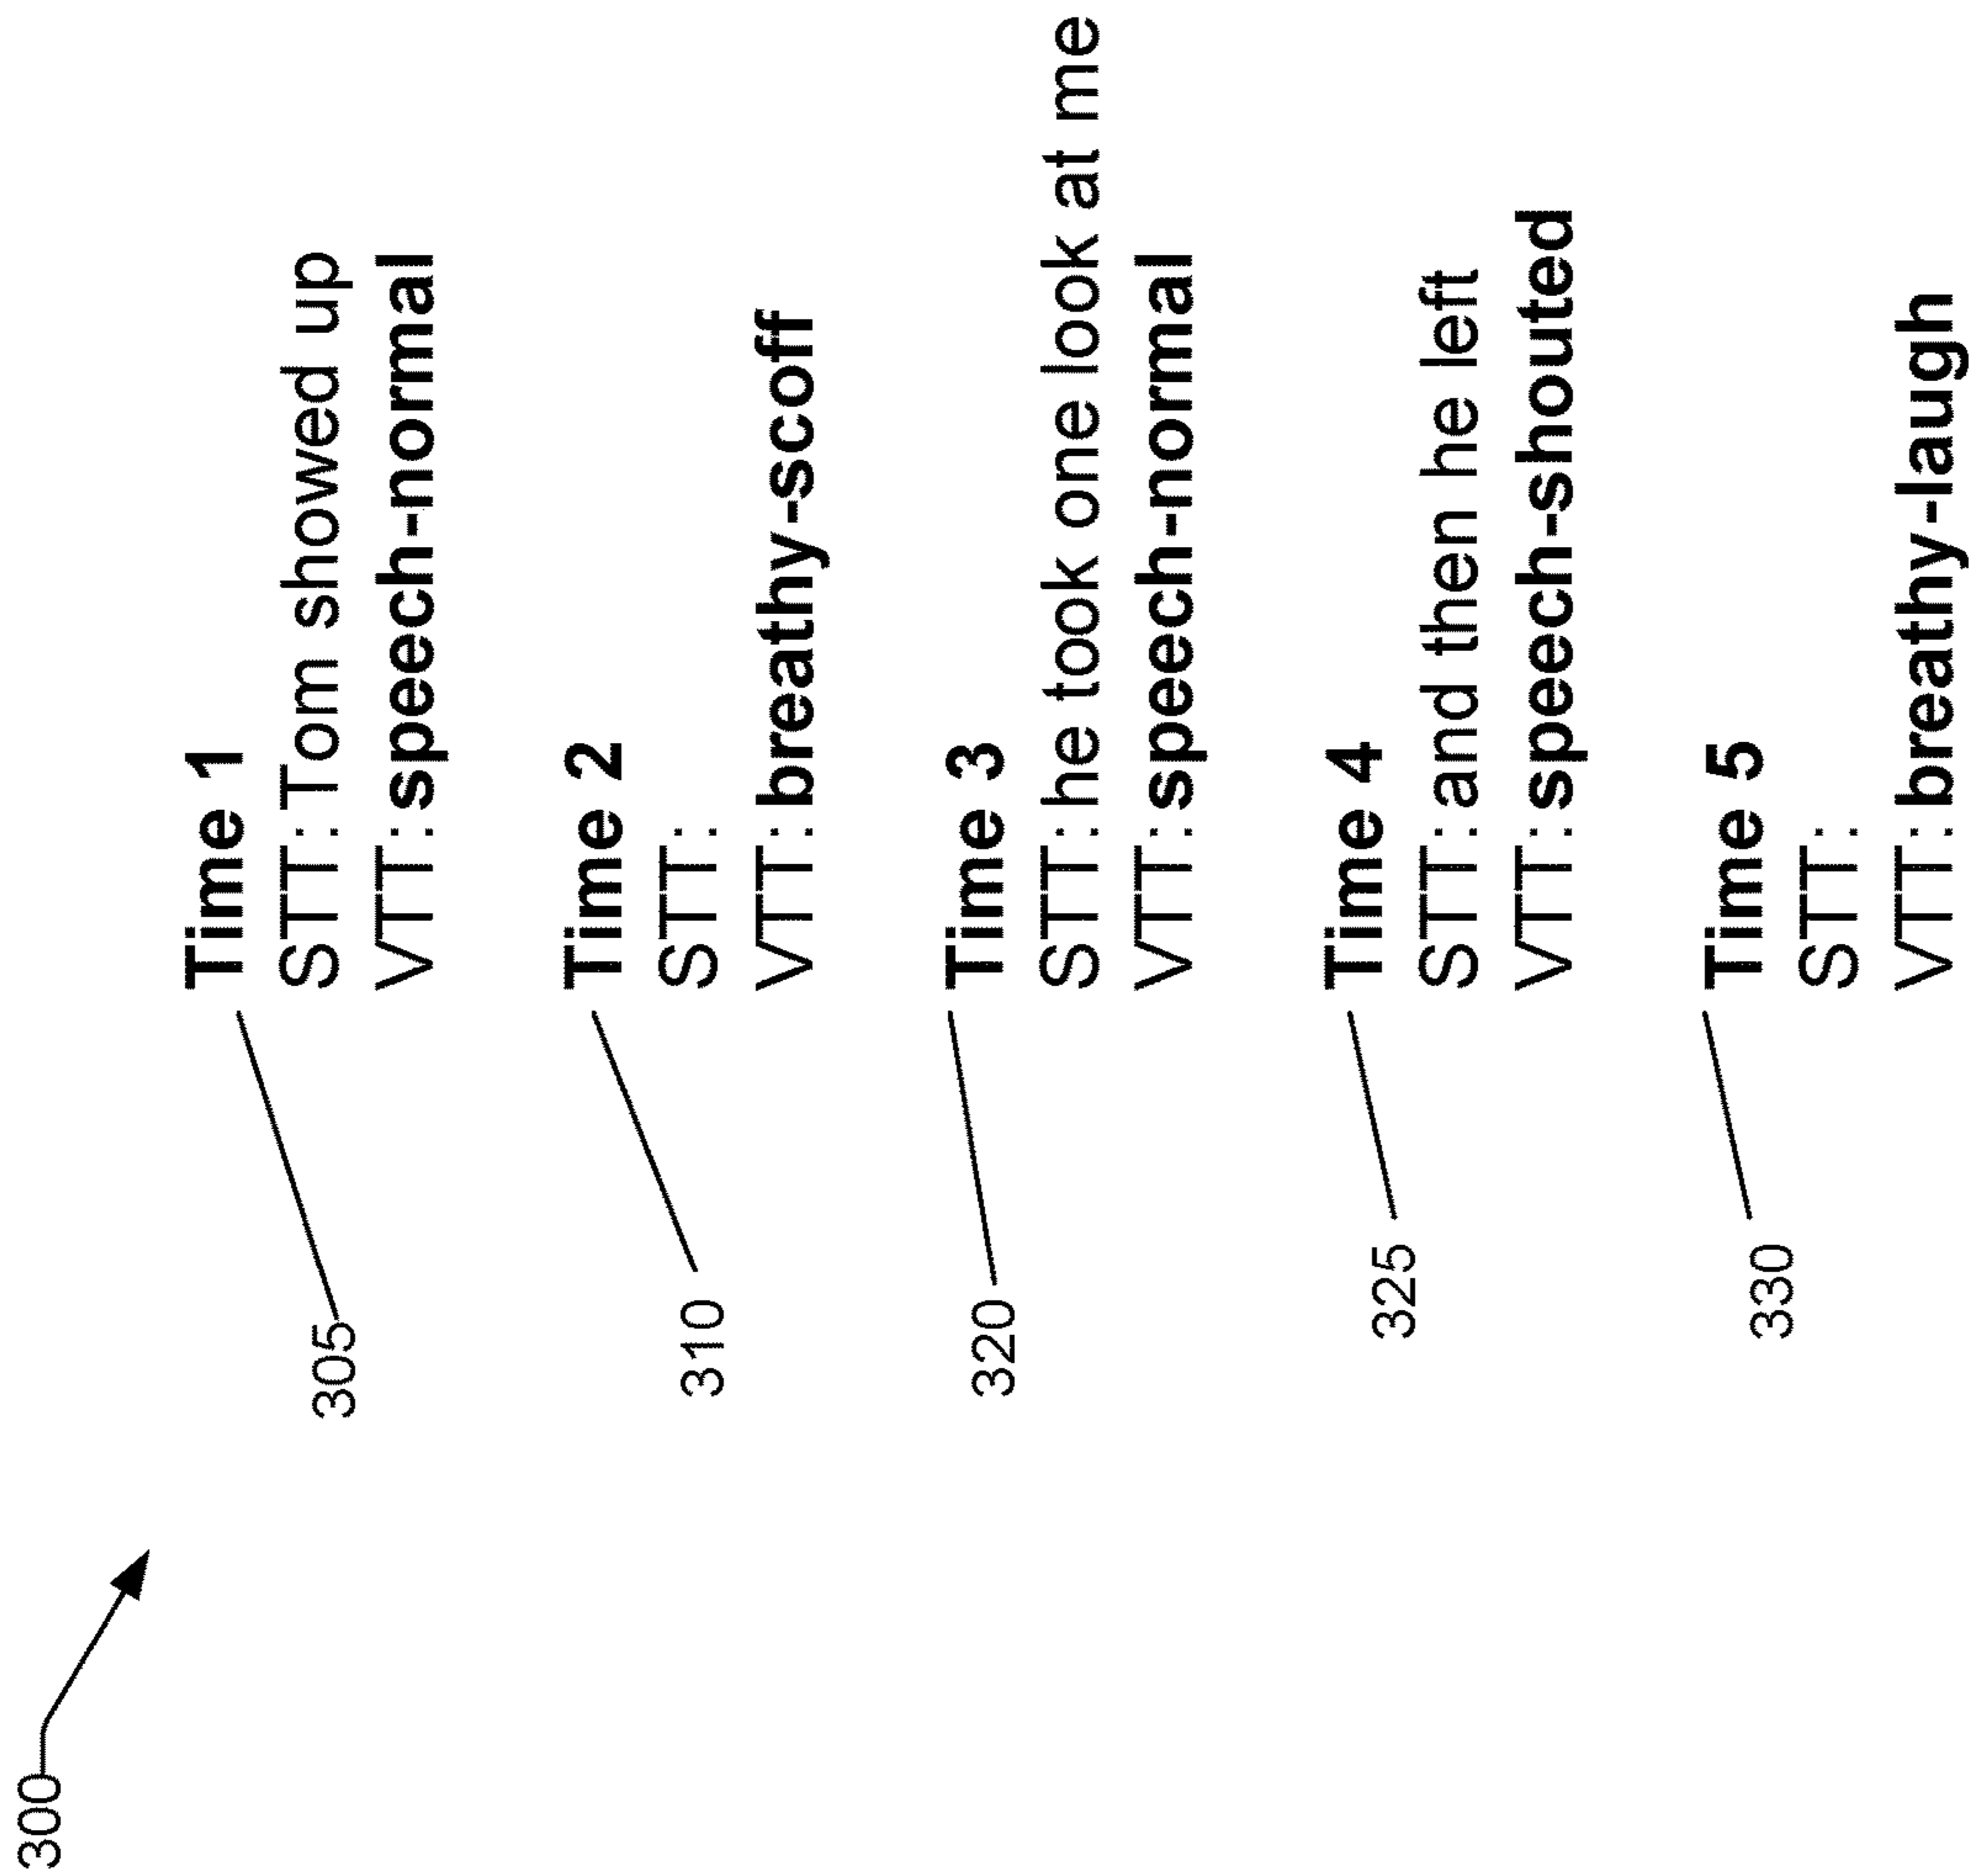 300
305
Time 1
STT: Tom showed up
VTT: speech-normal
310
Time 2
STT:
VTT: breathy-scoff
320
Time 3
STT: he took one look at me
VTT: speech-normal
325
Time 4
STT: and then he left
VTT: speech-shouted
330
Time 5
STT:
VTT: breathy-laugh